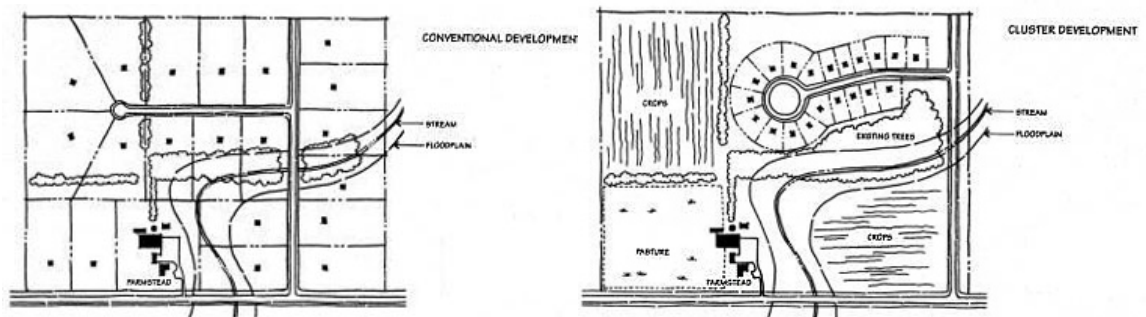 CONVENTIONAL DEVELOPMENT
STREAM
FLOODPLAIN
FARMSTEAD
CLUSTER DEVELOPMENT
CROPS
STREAM
EXISTING TREES
FLOODPLAIN
CROPS
PASTURE
FARMSTEAD